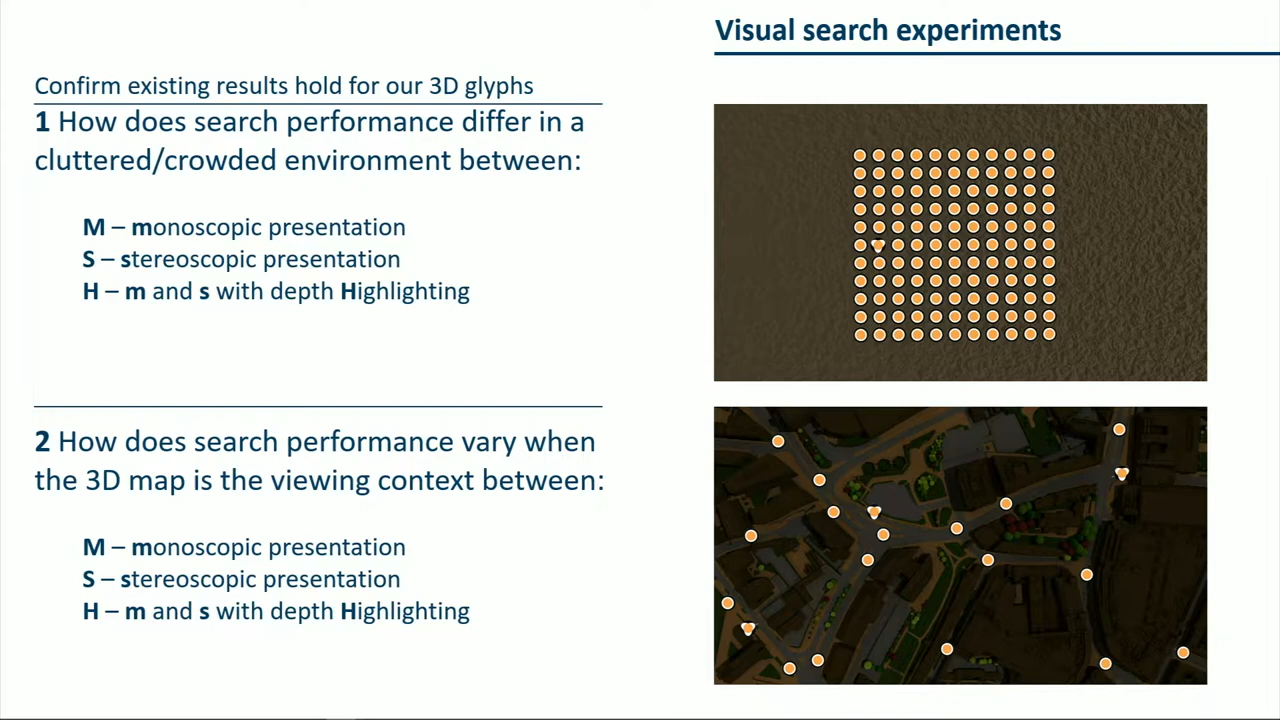 Visual search experiments
Confirm existing results hold for our 3D glyphs
1 How does search performance differ in a
cluttered/crowded environment between:
M – monoscopic presentation
S – stereoscopic presentation
H – m and s with depth Highlighting
2 How does search performance vary when
the 3D map is the viewing context between:
M – monoscopic presentation
S – stereoscopic presentation
H – m and s with depth Highlighting